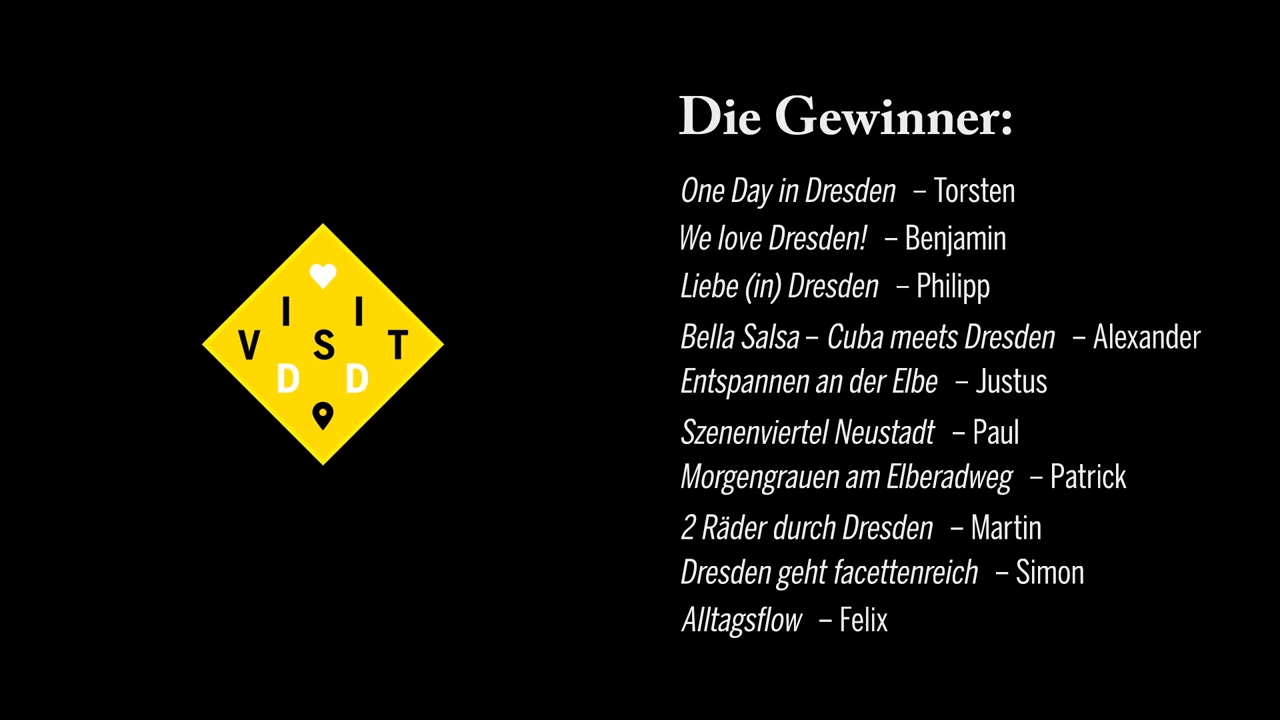 VISIT
DD
Die Gewinner:
One Day in Dresden – Torsten
We love Dresden! – Benjamin
Liebe (in) Dresden – Philipp
Bella Salsa – Cuba meets Dresden – Alexander
Entspannen an der Elbe – Justus
Szenenviertel Neustadt – Paul
Morgengrauen am Elberadweg – Patrick
2 Räder durch Dresden – Martin
Dresden geht facettenreich – Simon
Alltagsflow – Felix